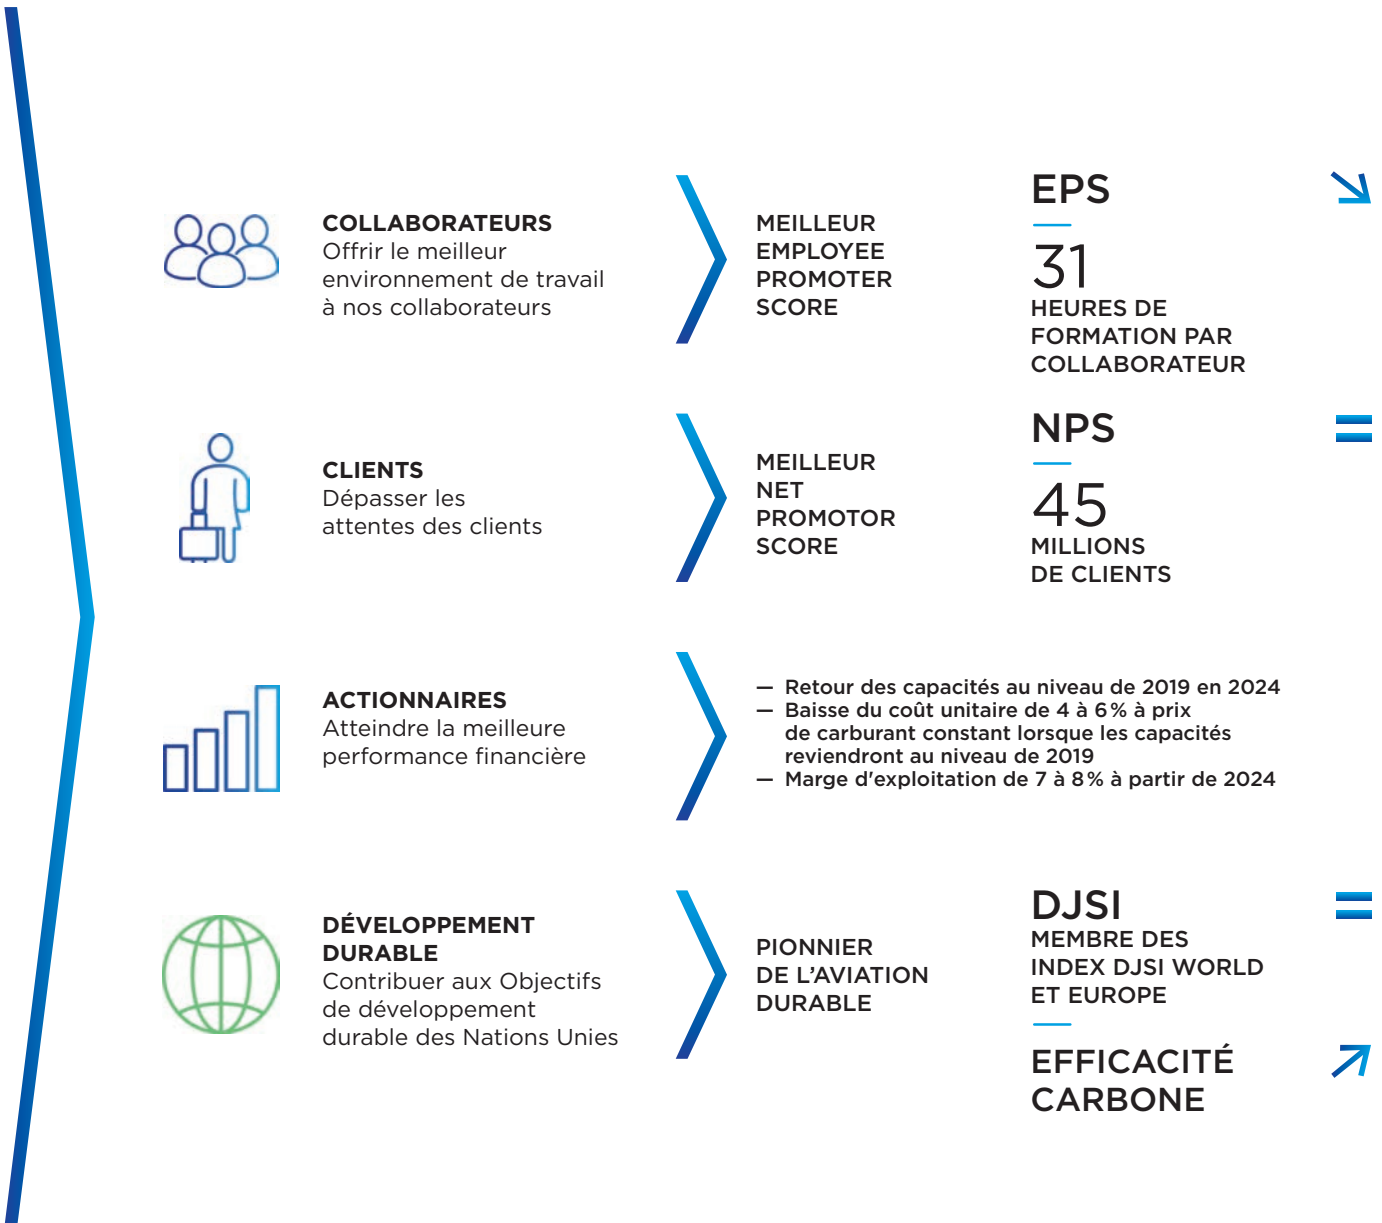 COLLABORATEURS
Offrir le meilleur
environnement de travail
à nos collaborateurs
MEILLEUR
EMPLOYEE
PROMOTER
SCORE
EPS
31
HEURES DE
FORMATION PAR
COLLABORATEUR
CLIENTS
Dépasser les
attentes des clients
MEILLEUR
NET
PROMOTOR
SCORE
NPS
=
45
MILLIONS
DE CLIENTS
ACTIONNAIRES
Atteindre la meilleure
performance financière
— Retour des capacités au niveau de 2019 en 2024
— Baisse du coût unitaire de 4 à 6% à prix
de carburant constant lorsque les capacités
reviendront au niveau de 2019
— Marge d'exploitation de 7 à 8% à partir de 2024
DÉVELOPPEMENT
DURABLE
Contribuer aux Objectifs
de développement
durable des Nations Unies
PIONNIER
DE L’AVIATION
DURABLE
DJSI
=
MEMBRE DES
INDEX DJSI WORLD
ET EUROPE
EFFICACITÉ
CARBONE